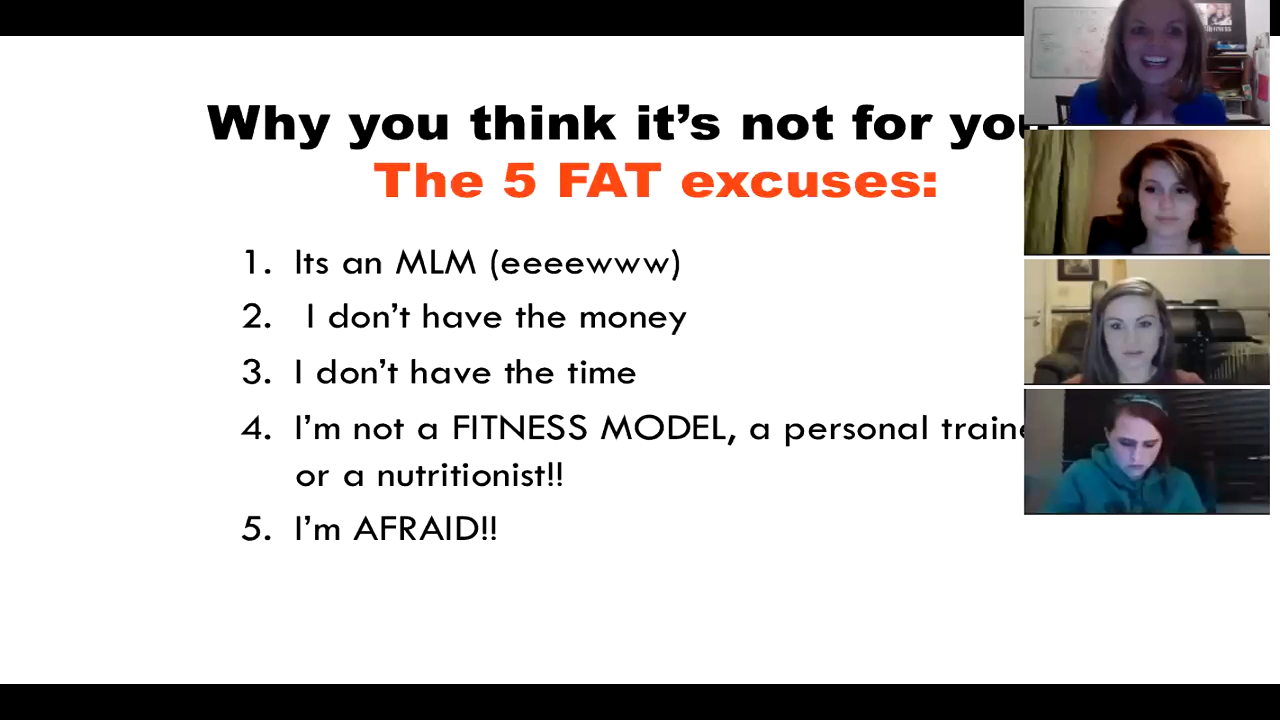 Why you think it's not for you
The 5 FAT excuses:
1. Its an MLM (eeeewww)
2. I don't have the money
3. I don't have the time
4. I'm not a FITNESS MODEL, a personal traine
or a nutritionist!!
5. I'm AFRAID!!